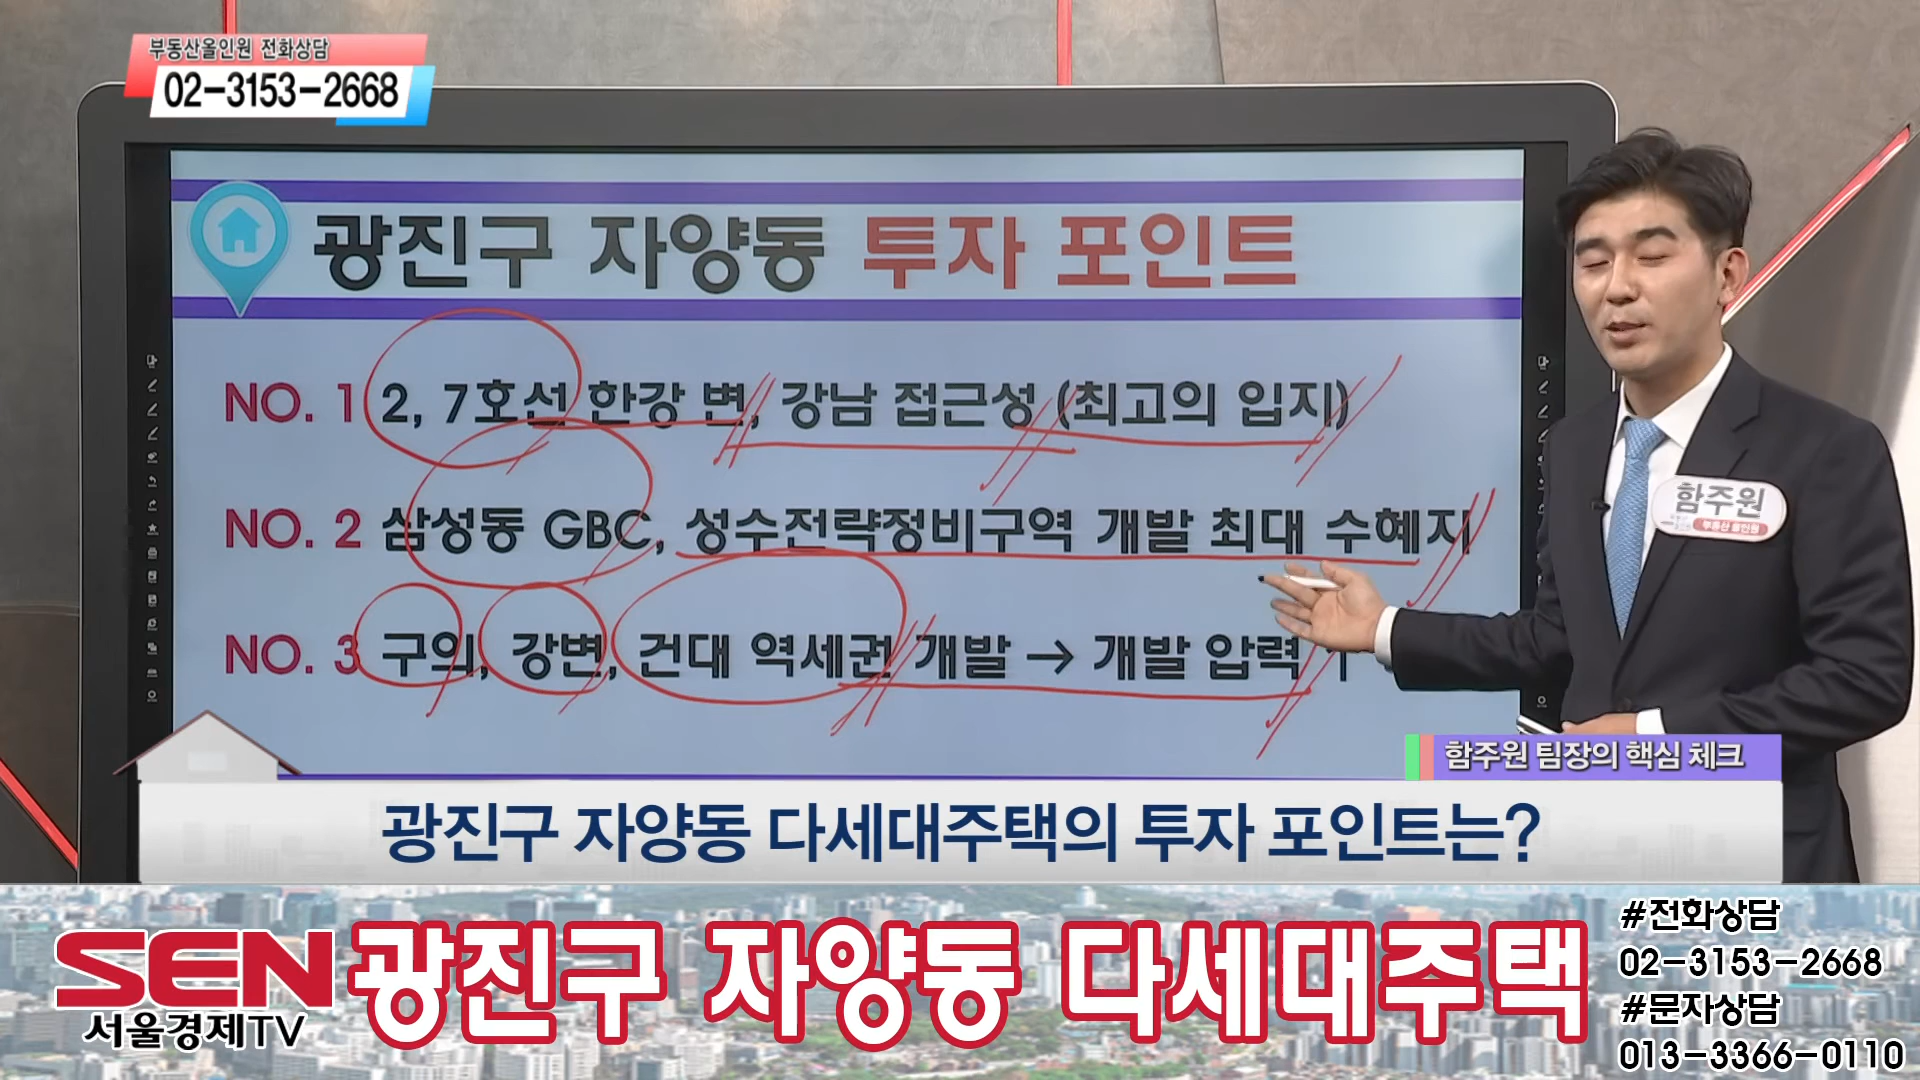 부동산올인원 전화상담
02-3153-2668
광진구 자양동 투자 포인트
NO. 1 2, 7호선 한강 변, 강남 접근성 (최고의 입지)
NO. 2 삼성동 GBC, 성수전략정비구역 개발 최대 수혜지
NO. 3 구의, 강변, 건대 역세권 개발 → 개발 압력 ↑
함주원
부동산 올인원
함주원 팀장의 핵심 체크
광진구 자양동 다세대주택의 투자 포인트는?
SEN
서울경제TV
광진구 자양동 다세대주택
#전화상담
02-3153-2668
#문자상담
013-3366-0110